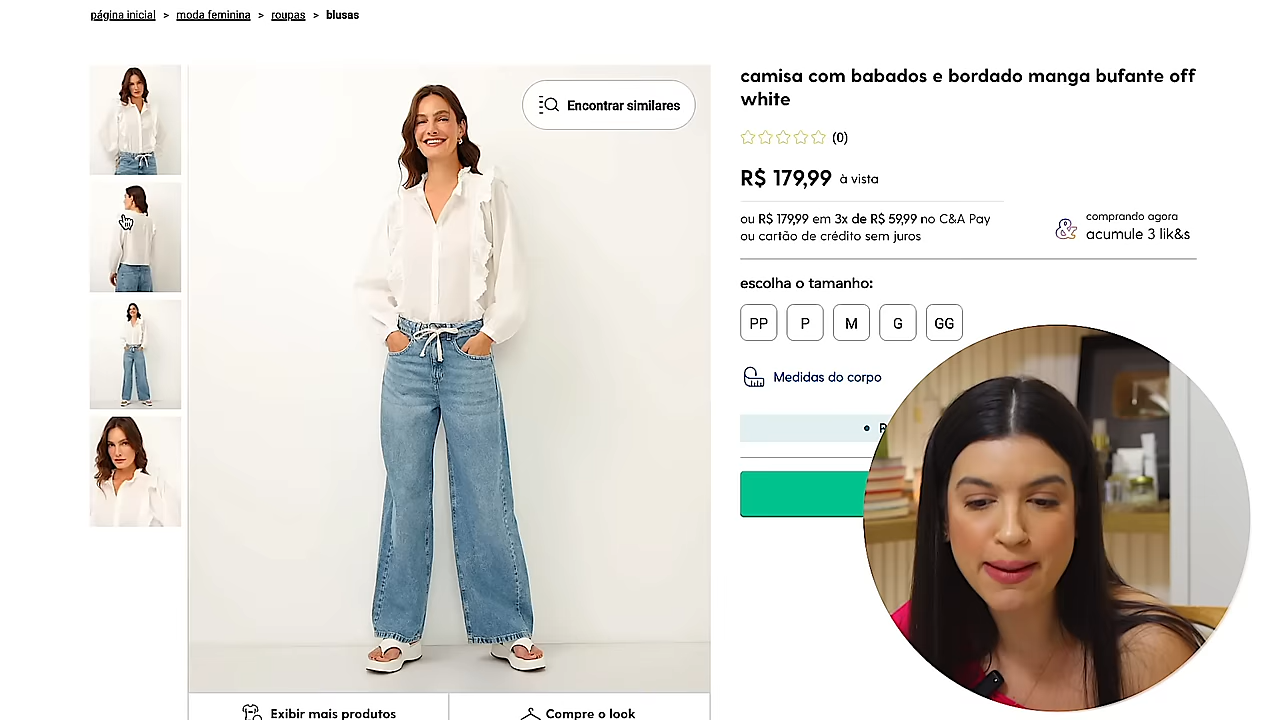 página inicial > moda feminina > roupas > blusas
Encontrar similares
camisa com babados e bordado manga bufante off
white
(0)
R$ 179,99 à vista
ou R$ 179,99 em 3x de R$ 59,99 no C&A Pay
ou cartão de crédito sem juros
comprando agora
acumule 3 lik&s
escolha o tamanho:
PP P M G GG
Medidas do corpo
Exibir mais produtos
Compre o look